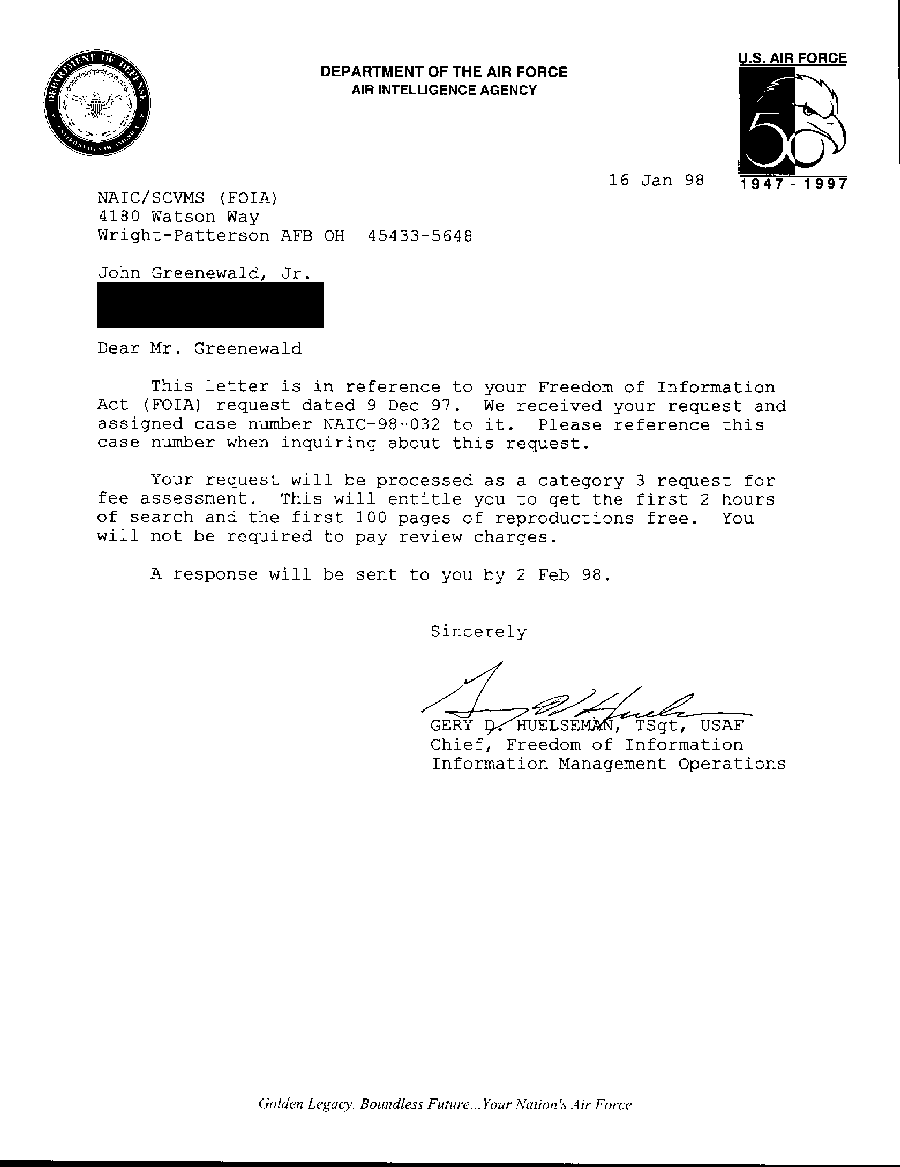 DEPARTMENT OF DEFENSE
UNITED STATES OF AMERICA
DEPARTMENT OF THE AIR FORCE
AIR INTELLIGENCE AGENCY
U.S. AIR FORCE
50
1947 - 1997
16 Jan 98
NAIC/SCVMS (FOIA)
4180 Watson Way
Wright-Patterson AFB OH 45433-5648
John Greenewald, Jr.
Dear Mr. Greenewald
This letter is in reference to your Freedom of Information
Act (FOIA) request dated 9 Dec 97. We received your request and
assigned case number NAIC-98-032 to it. Please reference this
case number when inquiring about this request.
Your request will be processed as a category 3 request for
fee assessment. This will entitle you to get the first 2 hours
of search and the first 100 pages of reproductions free. You
will not be required to pay review charges.
A response will be sent to you by 2 Feb 98.
Sincerely
GERY D. HUELSEMAN, TSgt, USAF
Chief, Freedom of Information
Information Management Operations
Golden Legacy, Boundless Future...Your Nation's Air Force